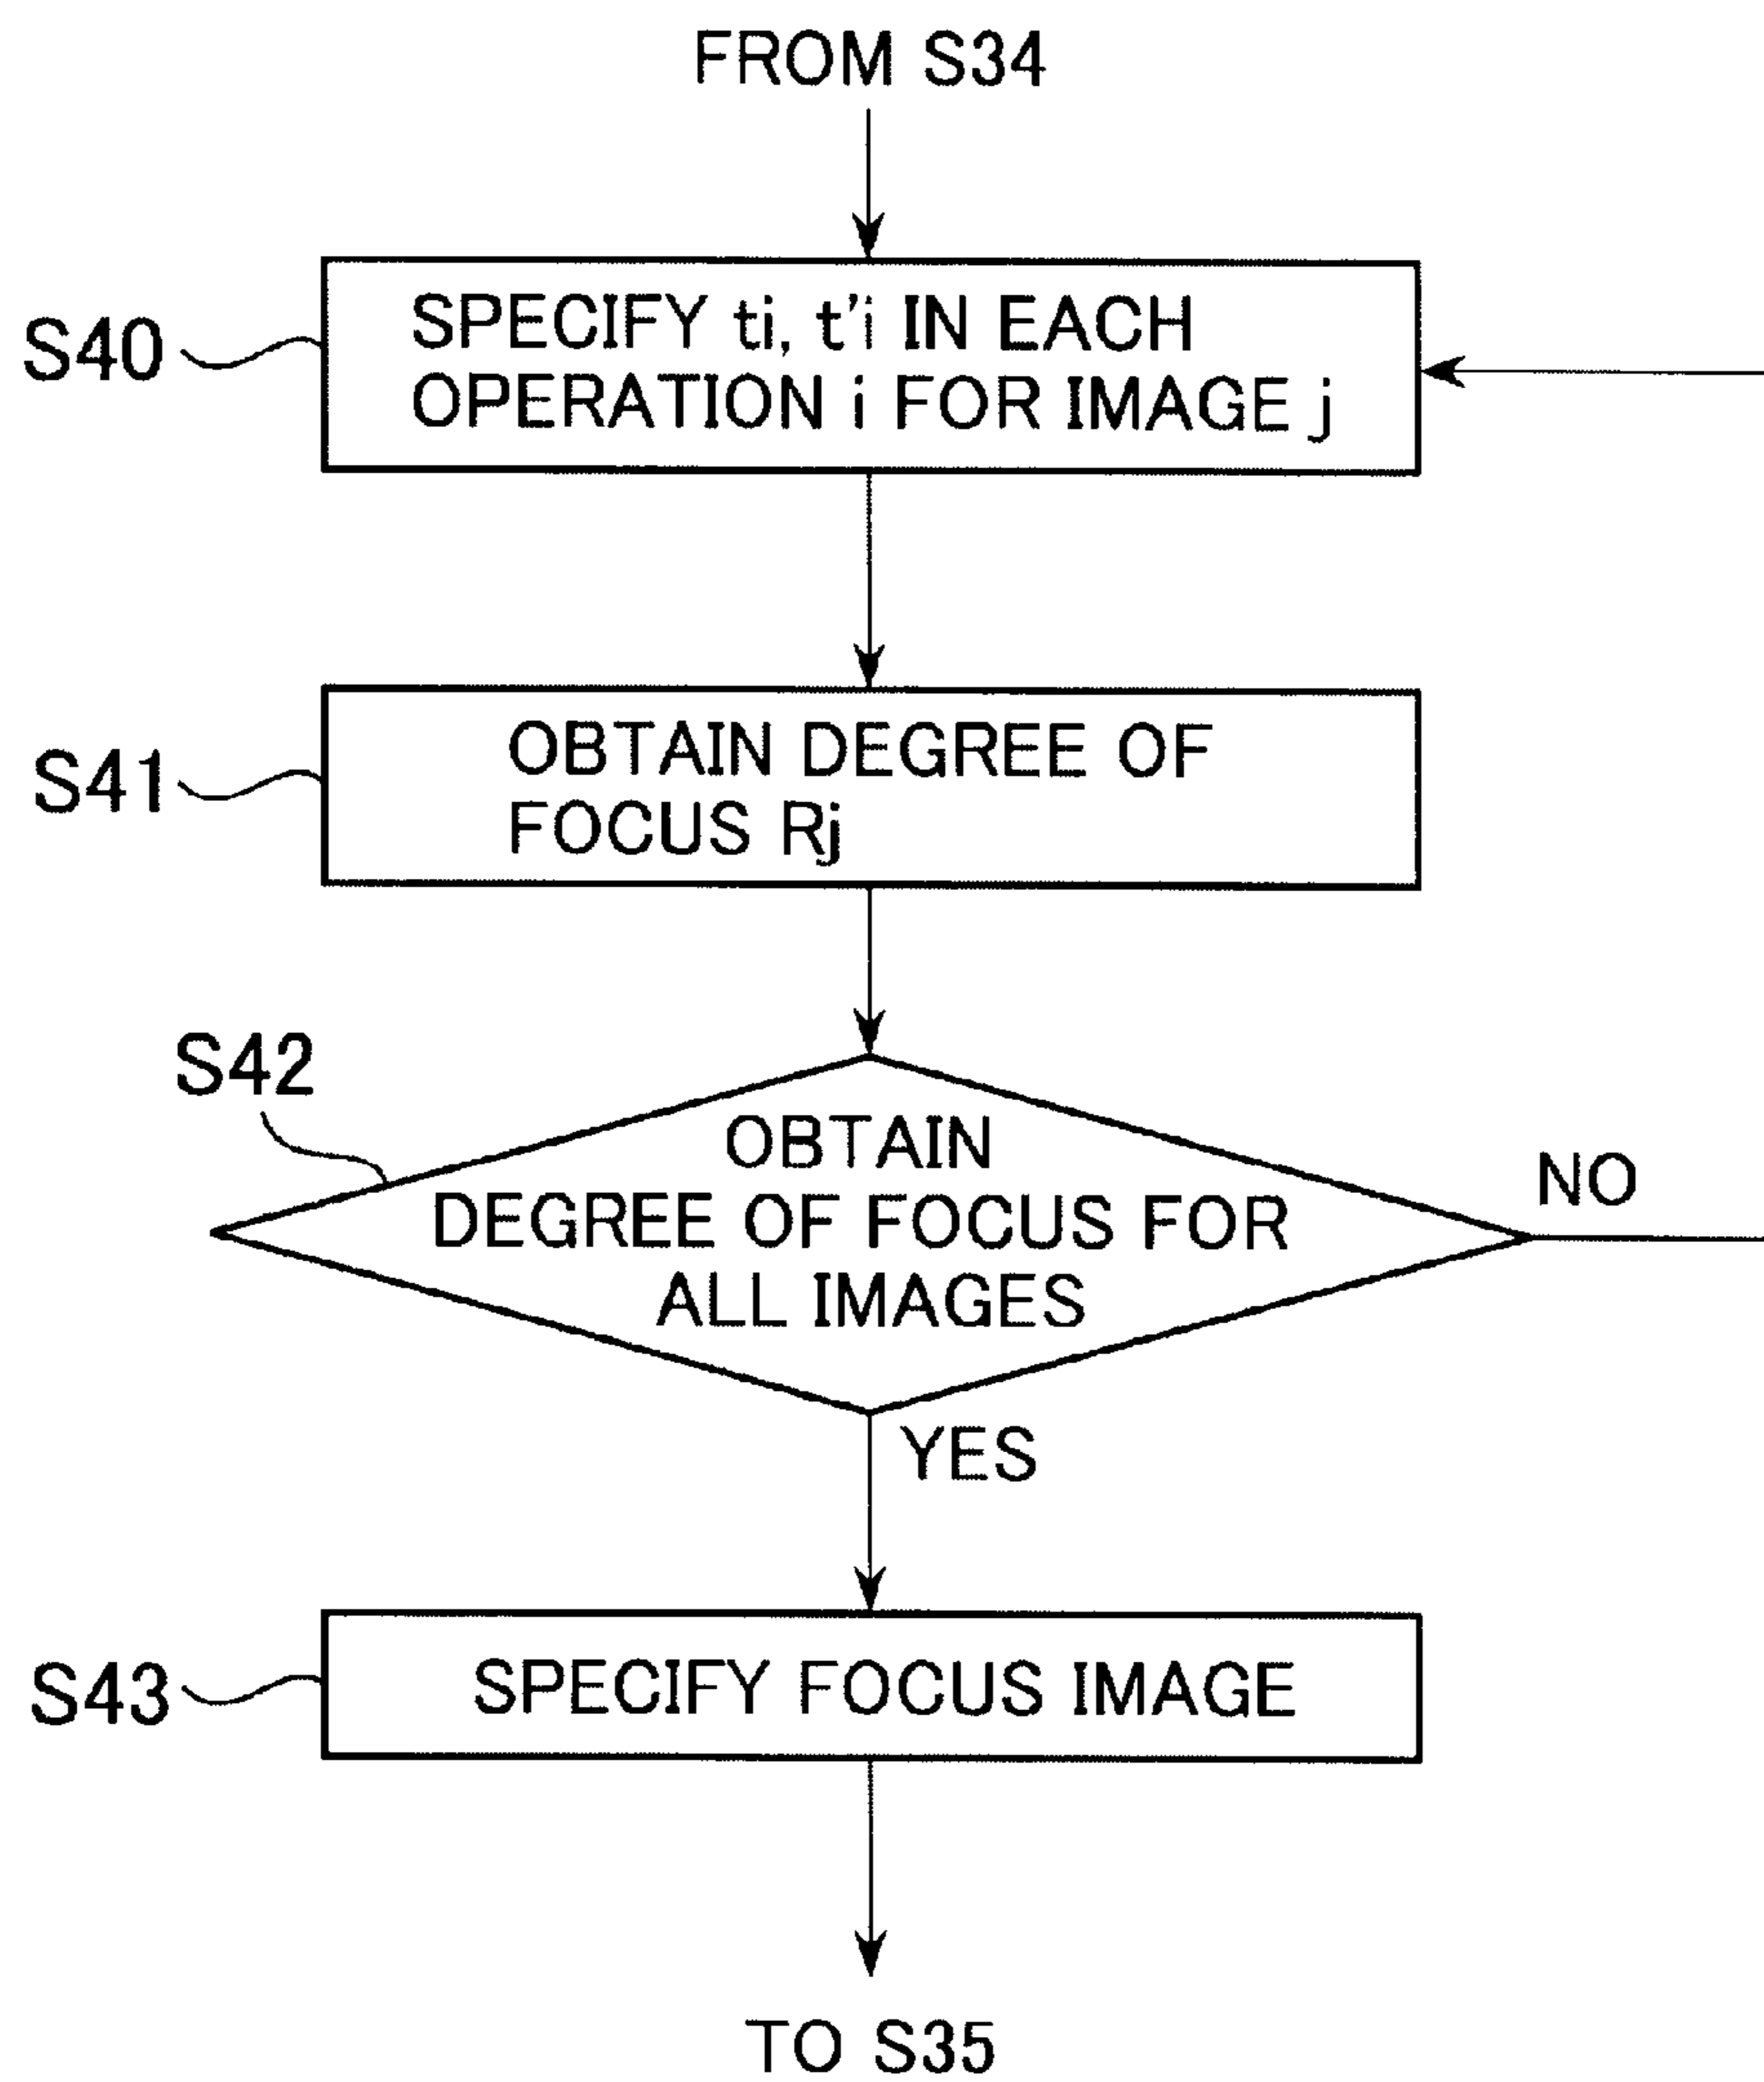 FROM S34
S40
SPECIFY ti, t'i IN EACH
OPERATION i FOR IMAGE j
S41
OBTAIN DEGREE OF
FOCUS Rj
S42
OBTAIN
DEGREE OF FOCUS FOR
ALL IMAGES
NO
YES
S43
SPECIFY FOCUS IMAGE
TO S35